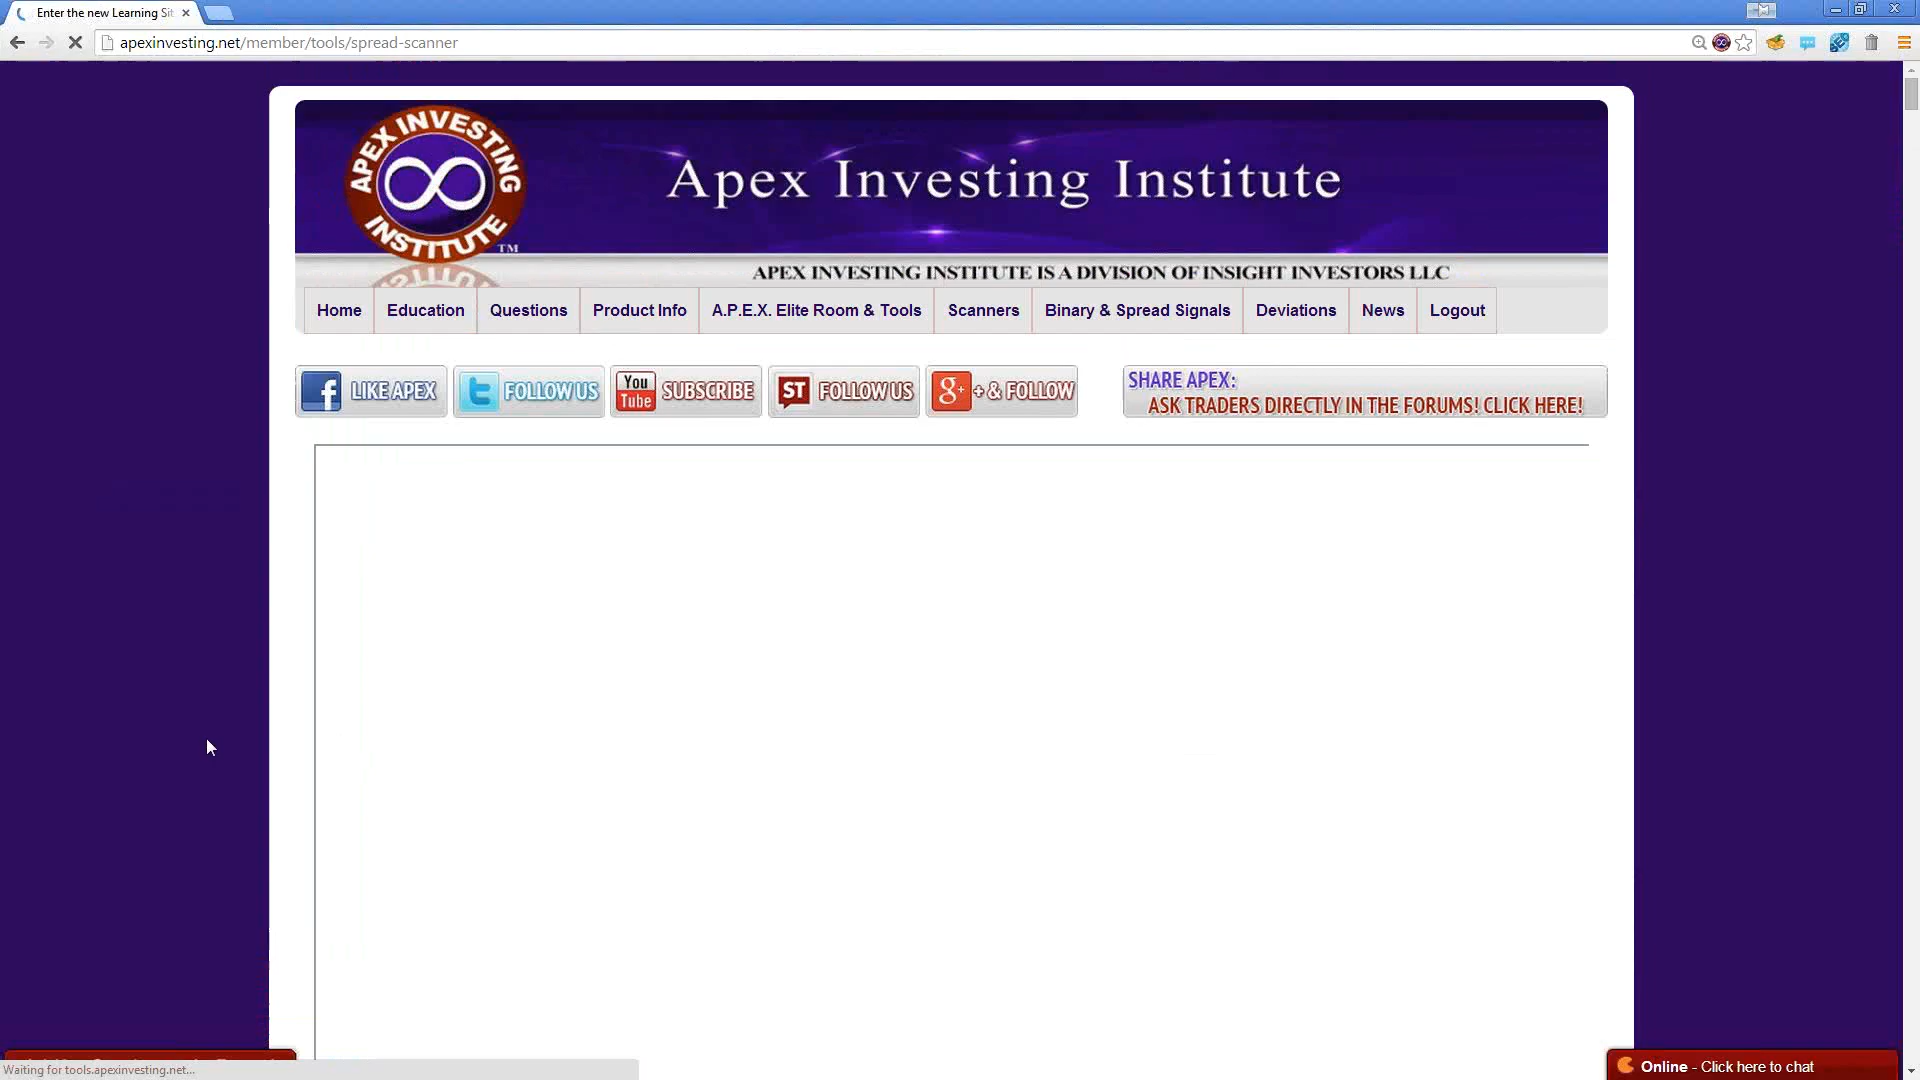 Enter the new Learning Sit
apexinvesting.net/member/tools/spread-scanner
APEX INVESTING
INSTITUTE
TM
Apex Investing Institute
APEX INVESTING INSTITUTE IS A DIVISION OF INSIGHT INVESTORS LLC
Home Education Questions Product Info A.P.E.X. Elite Room & Tools Scanners Binary & Spread Signals Deviations News Logout
f LIKE APEX t FOLLOW US You Tube SUBSCRIBE ST FOLLOW US g+ + & FOLLOW
SHARE APEX:
ASK TRADERS DIRECTLY IN THE FORUMS! CLICK HERE!
Waiting for tools.apexinvesting.net...
Online - Click here to chat